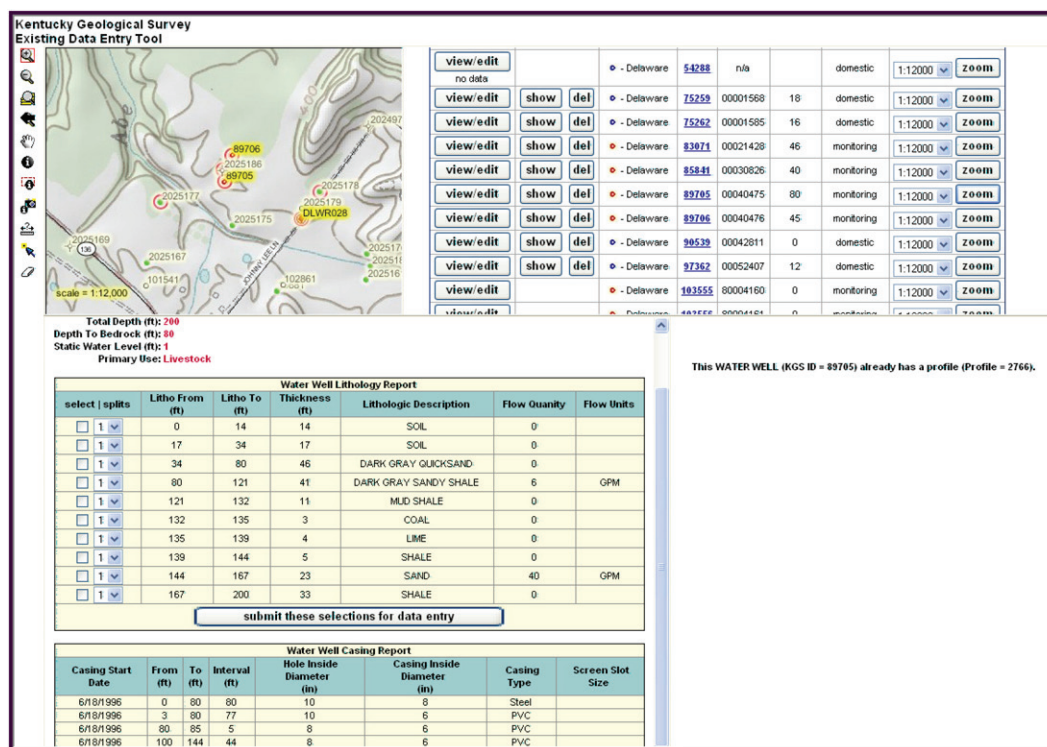 Kentucky Geological Survey
Existing Data Entry Tool
89706
2025186
89705
2025177
2025178
2025179
DLWR028
2025175
2025169
136
2025167
101541
102861
JOHNNY LEE LN
scale = 1:12,000
view/edit - Delaware 54288 n/a domestic 1:12000 zoom
no data
view/edit show del - Delaware 75259 00001568 18 domestic 1:12000 zoom
view/edit show del - Delaware 75262 00001585 16 domestic 1:12000 zoom
view/edit show del - Delaware 83071 00021428 46 monitoring 1:12000 zoom
view/edit show del - Delaware 85841 00030826 40 monitoring 1:12000 zoom
view/edit show del - Delaware 89705 00040475 80 monitoring 1:12000 zoom
view/edit show del - Delaware 89706 00040476 45 monitoring 1:12000 zoom
view/edit show del - Delaware 90539 00042811 0 domestic 1:12000 zoom
view/edit show del - Delaware 97362 00052407 12 domestic 1:12000 zoom
view/edit - Delaware 103555 80004160 0 monitoring 1:12000 zoom
Total Depth (ft): 200
Depth To Bedrock (ft): 80
Static Water Level (ft): 1
Primary Use: Livestock
This WATER WELL (KGS ID = 89705) already has a profile (Profile = 2766).
Water Well Lithology Report
select | splits Litho From (ft) Litho To (ft) Thickness (ft) Lithologic Description Flow Quanity Flow Units
1 0 14 14 SOIL 0
1 17 34 17 SOIL 0
1 34 80 46 DARK GRAY QUICKSAND 0
1 80 121 41 DARK GRAY SANDY SHALE 6 GPM
1 121 132 11 MUD SHALE 0
1 132 135 3 COAL 0
1 135 139 4 LIME 0
1 139 144 5 SHALE 0
1 144 167 23 SAND 40 GPM
1 167 200 33 SHALE 0
submit these selections for data entry
Water Well Casing Report
Casing Start Date From (ft) To (ft) Interval (ft) Hole Inside Diameter (in) Casing Inside Diameter (in) Casing Type Screen Slot Size
6/18/1996 0 80 80 10 8 Steel
6/18/1996 3 80 77 10 6 PVC
6/18/1996 80 85 5 8 6 PVC
6/18/1996 100 144 44 8 6 PVC